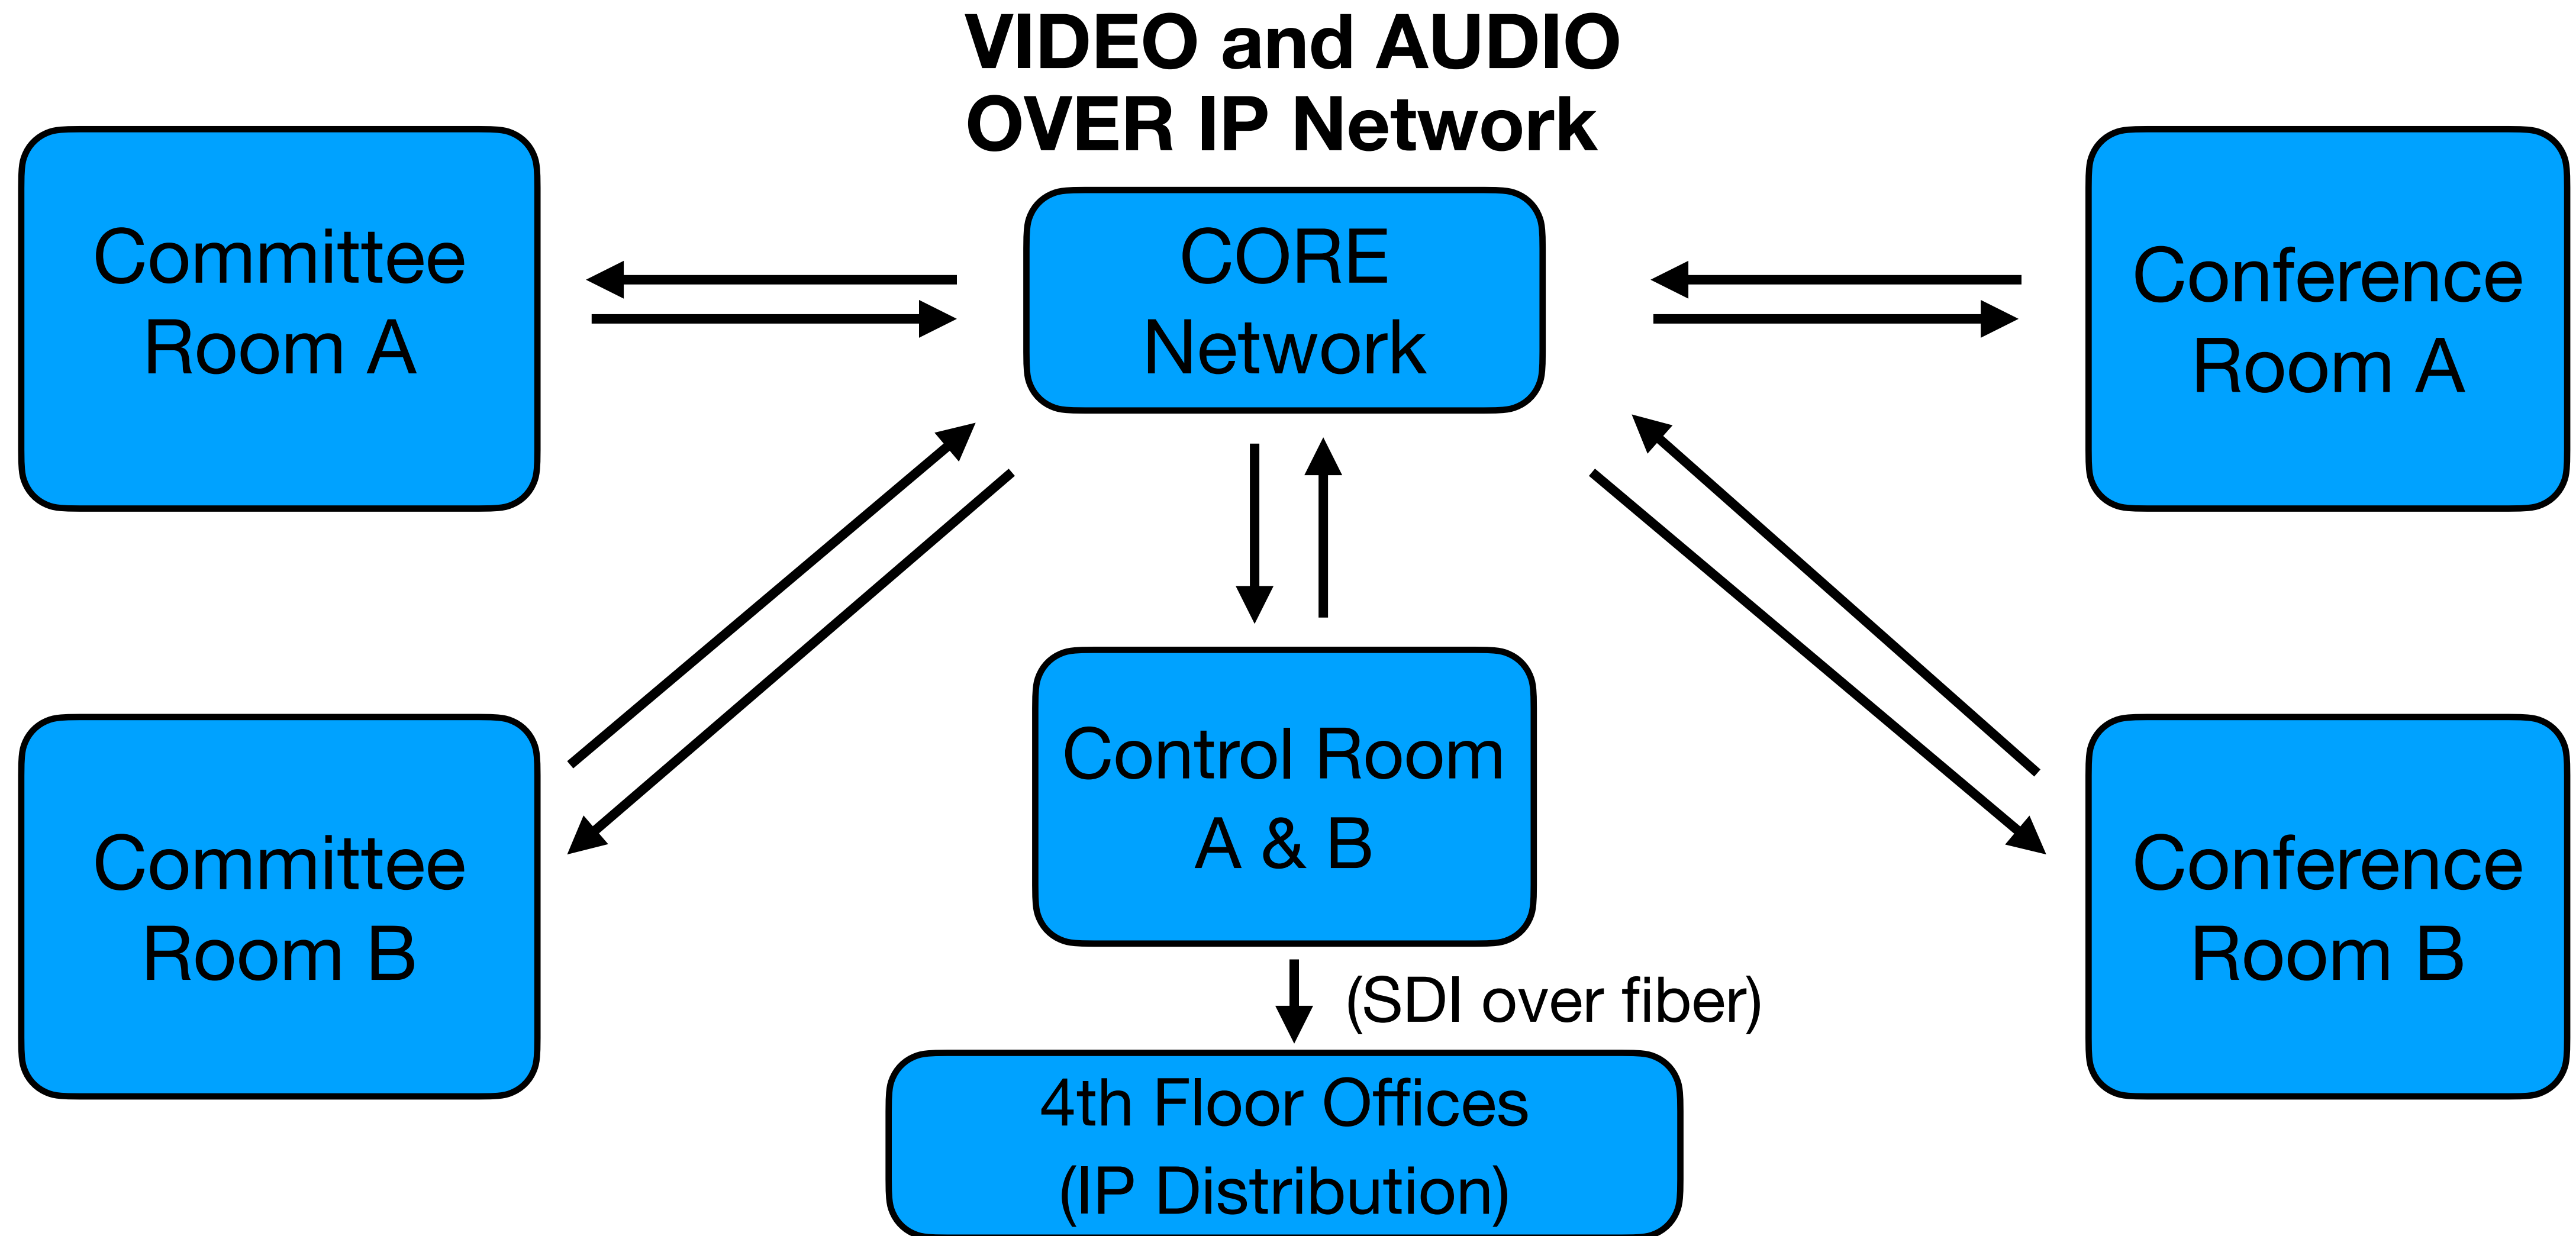 VIDEO and AUDIO
OVER IP Network
Committee
Room A
CORE
Network
Conference
Room A
Committee
Room B
Control Room
A & B
Conference
Room B
(SDI over fiber)
4th Floor Offices
(IP Distribution)